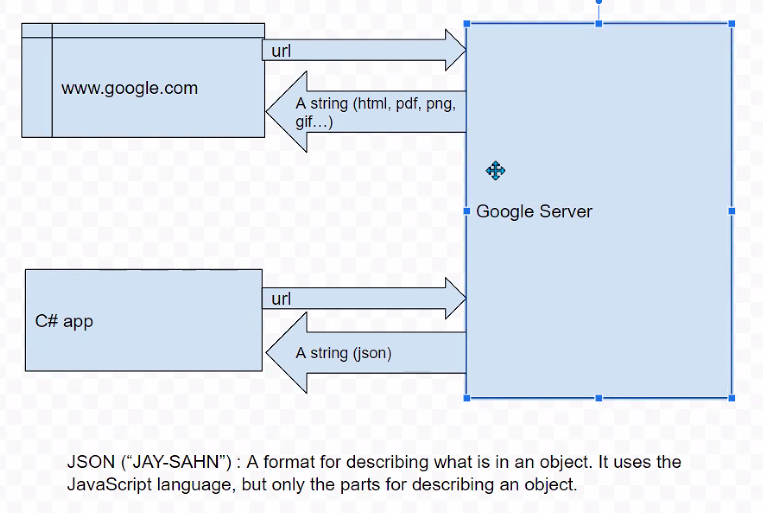 url
www.google.com
A string (html, pdf, png,
gif…)
Google Server
url
C# app
A string (json)
JSON (“JAY-SAHN”) : A format for describing what is in an object. It uses the
JavaScript language, but only the parts for describing an object.